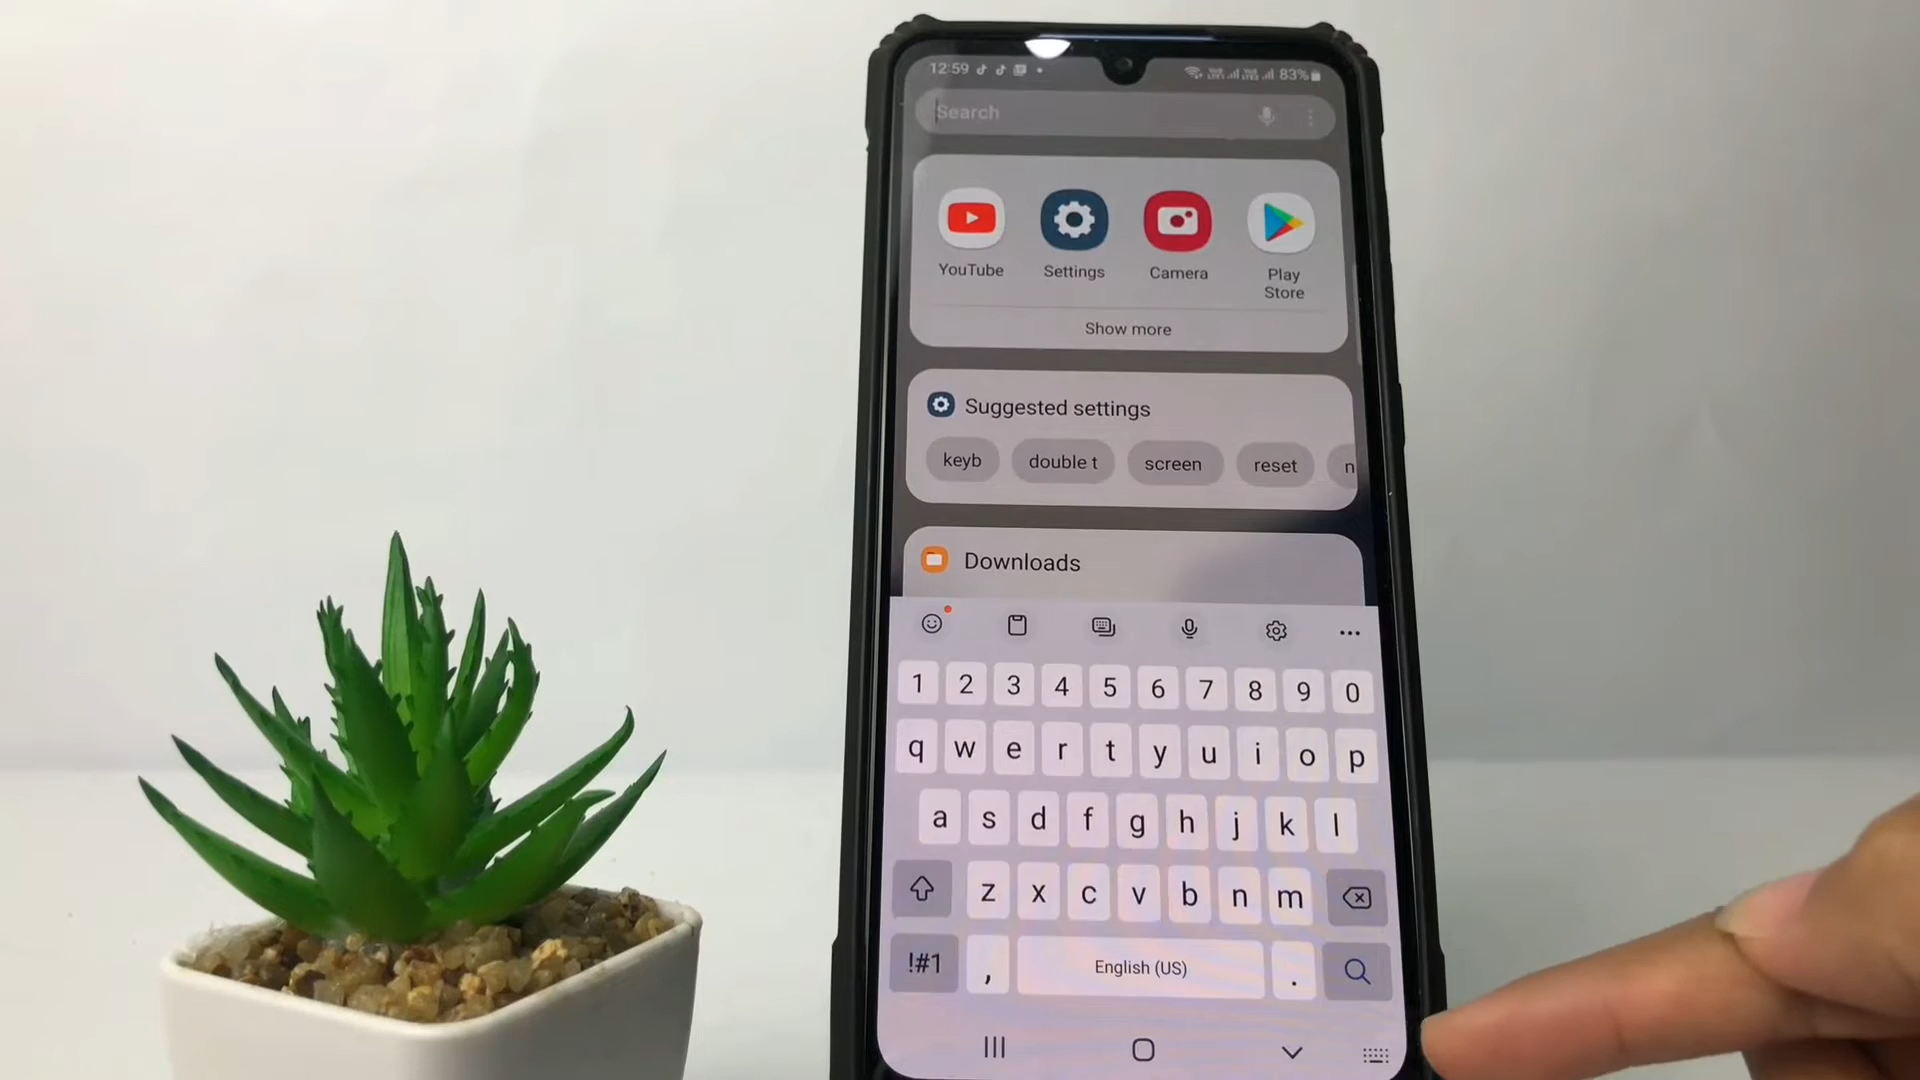 12:59 83%
Search
YouTube Settings Camera Play Store
Show more
Suggested settings
keyb double t screen reset n
Downloads
1 2 3 4 5 6 7 8 9 0
q w e r t y u i o p
a s d f g h j k l
z x c v b n m
!#1 , English (US) .